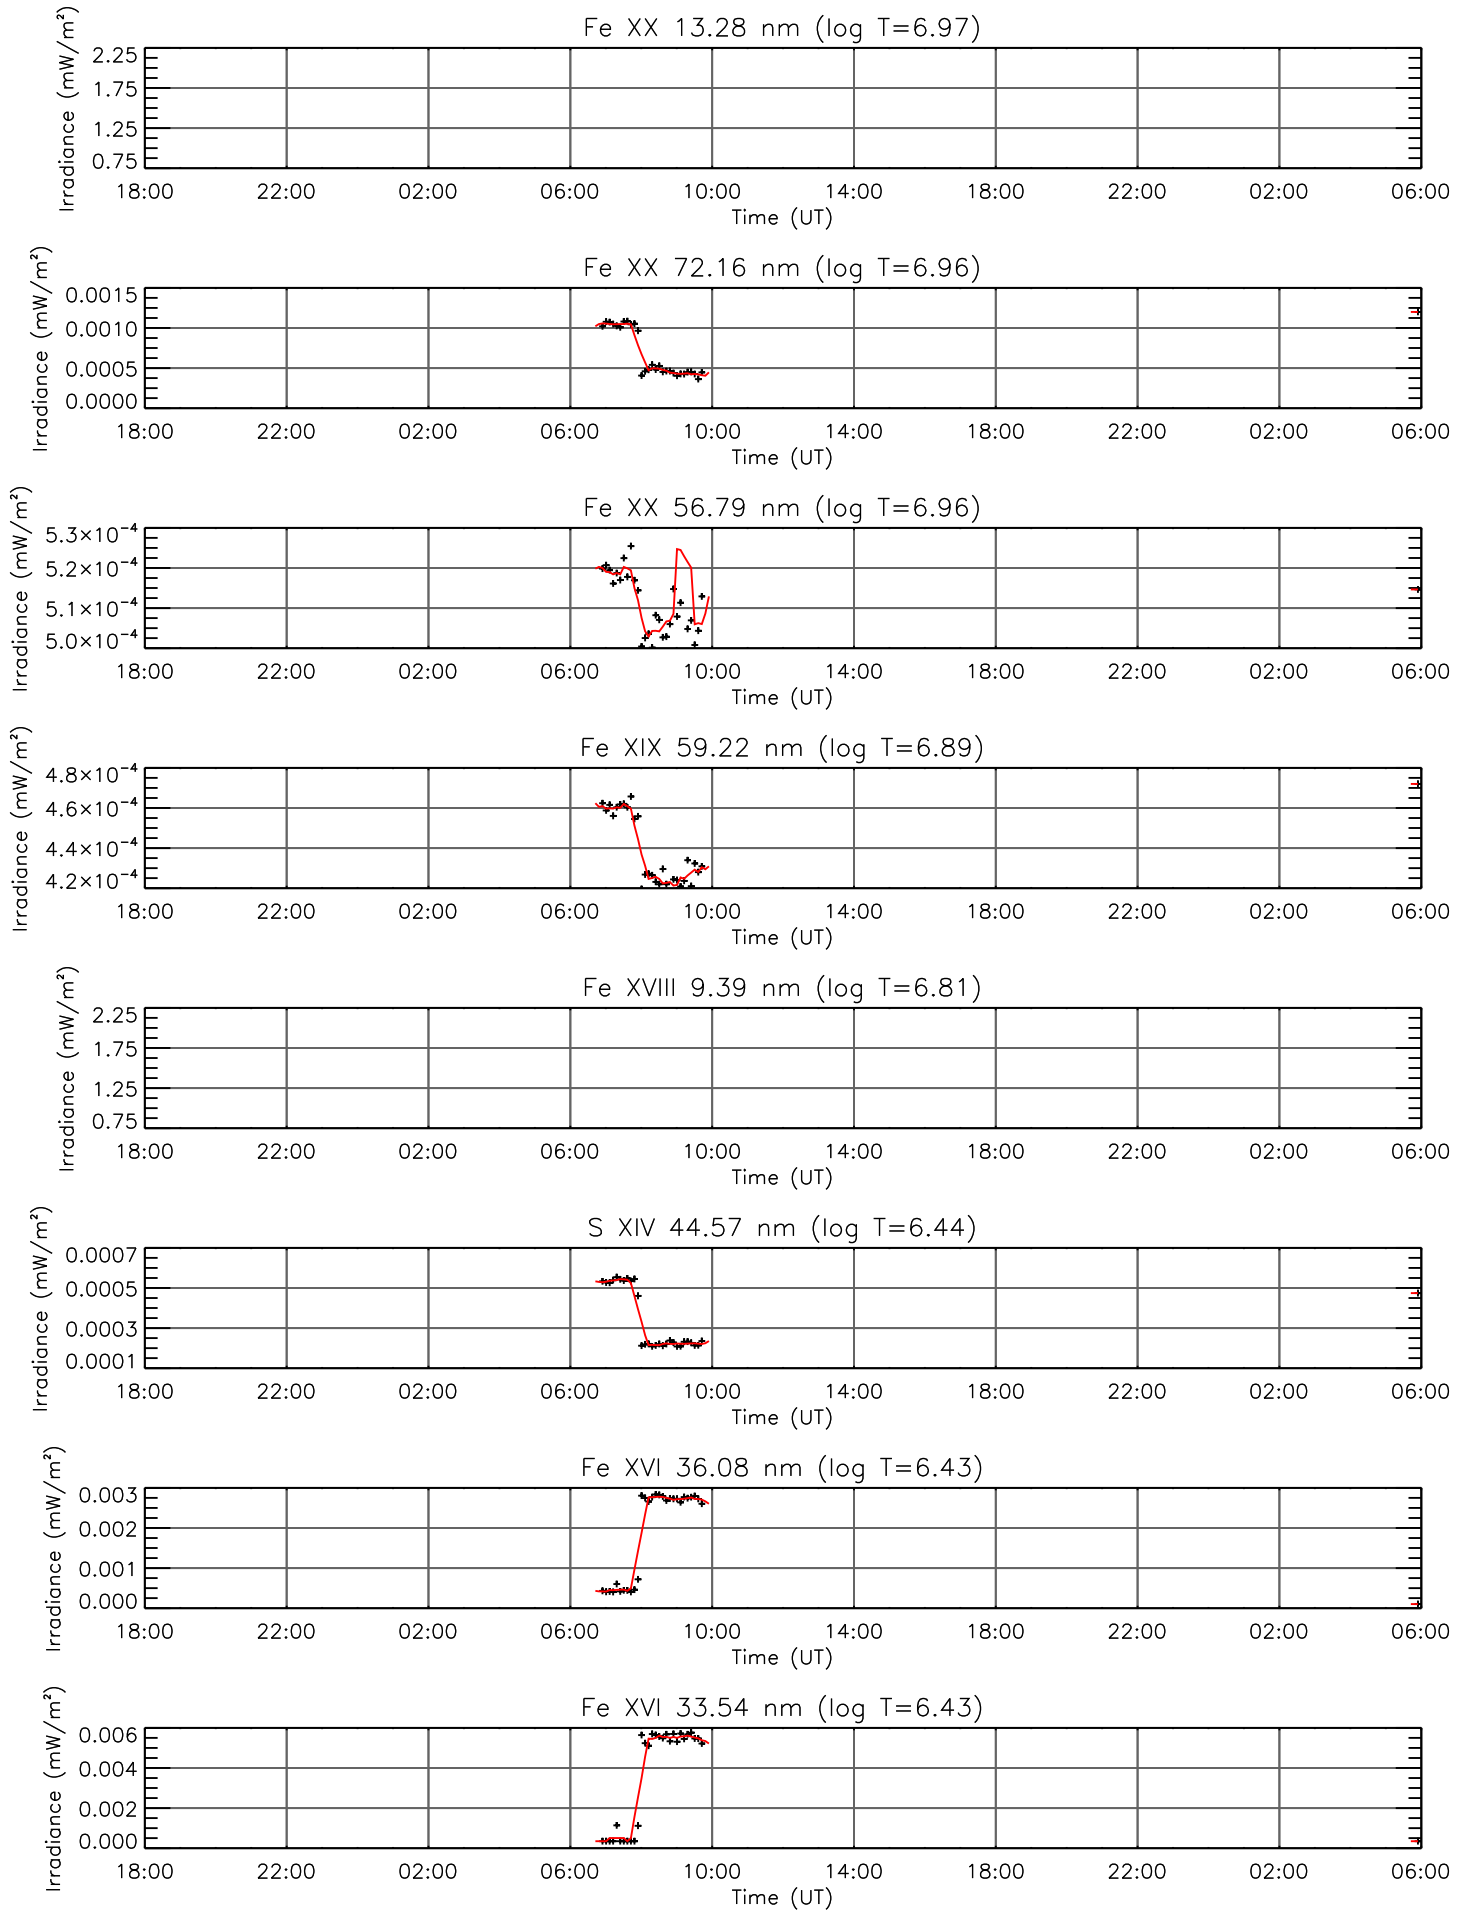 Fe XX 13.28 nm (log T=6.97)
Irradiance (mW/m²)
2.25
1.75
1.25
0.75
18:00 22:00 02:00 06:00 10:00 14:00 18:00 22:00 02:00 06:00
Time (UT)
Fe XX 72.16 nm (log T=6.96)
Irradiance (mW/m²)
0.0015
0.0010
0.0005
0.0000
18:00 22:00 02:00 06:00 10:00 14:00 18:00 22:00 02:00 06:00
Time (UT)
Fe XX 56.79 nm (log T=6.96)
Irradiance (mW/m²)
5.3×10⁻⁴
5.2×10⁻⁴
5.1×10⁻⁴
5.0×10⁻⁴
18:00 22:00 02:00 06:00 10:00 14:00 18:00 22:00 02:00 06:00
Time (UT)
Fe XIX 59.22 nm (log T=6.89)
Irradiance (mW/m²)
4.8×10⁻⁴
4.6×10⁻⁴
4.4×10⁻⁴
4.2×10⁻⁴
18:00 22:00 02:00 06:00 10:00 14:00 18:00 22:00 02:00 06:00
Time (UT)
Fe XVIII 9.39 nm (log T=6.81)
Irradiance (mW/m²)
2.25
1.75
1.25
0.75
18:00 22:00 02:00 06:00 10:00 14:00 18:00 22:00 02:00 06:00
Time (UT)
S XIV 44.57 nm (log T=6.44)
Irradiance (mW/m²)
0.0007
0.0005
0.0003
0.0001
18:00 22:00 02:00 06:00 10:00 14:00 18:00 22:00 02:00 06:00
Time (UT)
Fe XVI 36.08 nm (log T=6.43)
Irradiance (mW/m²)
0.003
0.002
0.001
0.000
18:00 22:00 02:00 06:00 10:00 14:00 18:00 22:00 02:00 06:00
Time (UT)
Fe XVI 33.54 nm (log T=6.43)
Irradiance (mW/m²)
0.006
0.004
0.002
0.000
18:00 22:00 02:00 06:00 10:00 14:00 18:00 22:00 02:00 06:00
Time (UT)